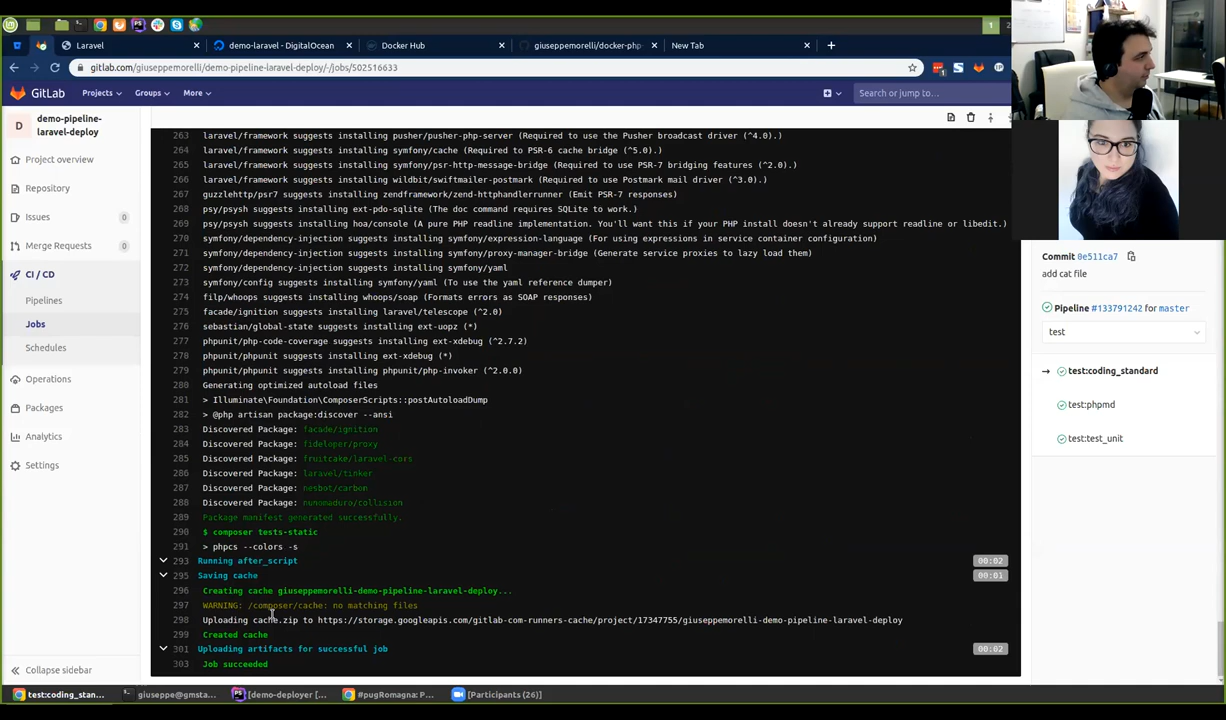 1
Laravel
demo-laravel - DigitalOcean
Docker Hub
giuseppemorelli/docker-php
New Tab
gitlab.com/giuseppemorelli/demo-pipeline-laravel-deploy/-/jobs/502516633
GitLab
Projects
Groups
More
Search or jump to...
D
demo-pipeline-
laravel-deploy
Project overview
Repository
Issues
0
Merge Requests
0
CI / CD
Pipelines
Jobs
Schedules
Operations
Packages
Analytics
Settings
Collapse sidebar
263 laravel/framework suggests installing pusher/pusher-php-server (Required to use the Pusher broadcast driver (^4.0).)
264 laravel/framework suggests installing symfony/cache (Required to PSR-6 cache bridge (^5.0).)
265 laravel/framework suggests installing symfony/psr-http-message-bridge (Required to use PSR-7 bridging features (^2.0).)
266 laravel/framework suggests installing wildbit/swiftmailer-postmark (Required to use Postmark mail driver (^3.0).)
267 guzzlehttp/psr7 suggests installing zendframework/zend-httphandlerrunner (Emit PSR-7 responses)
268 psy/psysh suggests installing ext-pdo-sqlite (The doc command requires SQLite to work.)
269 psy/psysh suggests installing hoa/console (A pure PHP readline implementation. You'll want this if your PHP install doesn't already support readline or libedit.)
270 symfony/dependency-injection suggests installing symfony/expression-language (For using expressions in service container configuration)
271 symfony/dependency-injection suggests installing symfony/proxy-manager-bridge (Generate service proxies to lazy load them)
272 symfony/dependency-injection suggests installing symfony/yaml
273 symfony/config suggests installing symfony/yaml (To use the yaml reference dumper)
274 filp/whoops suggests installing whoops/soap (Formats errors as SOAP responses)
275 facade/ignition suggests installing laravel/telescope (^2.0)
276 sebastian/global-state suggests installing ext-uopz (*)
277 phpunit/php-code-coverage suggests installing ext-xdebug (^2.7.2)
278 phpunit/phpunit suggests installing ext-xdebug (*)
279 phpunit/phpunit suggests installing phpunit/php-invoker (^2.0.0)
280 Generating optimized autoload files
281 > Illuminate\Foundation\ComposerScripts::postAutoloadDump
282 > @php artisan package:discover --ansi
283 Discovered Package: facade/ignition
284 Discovered Package: fideloper/proxy
285 Discovered Package: fruitcake/laravel-cors
286 Discovered Package: laravel/tinker
287 Discovered Package: nesbot/carbon
288 Discovered Package: nunomaduro/collision
289 Package manifest generated successfully.
290 $ composer tests-static
291 > phpcs --colors -s
293 Running after_script 00:02
295 Saving cache 00:01
296 Creating cache giuseppemorelli-demo-pipeline-laravel-deploy...
297 WARNING: /composer/cache: no matching files
298 Uploading cache.zip to https://storage.googleapis.com/gitlab-com-runners-cache/project/17347755/giuseppemorelli-demo-pipeline-laravel-deploy
299 Created cache
301 Uploading artifacts for successful job 00:02
303 Job succeeded
Commit 0e511ca7
add cat file
Pipeline #133791242 for master
test
→ test:coding_standard
test:phpmd
test:test_unit
test:coding_stan...
giuseppe@gmsta...
[demo-deployer [...
#pugRomagna: P...
[Participants (26)]